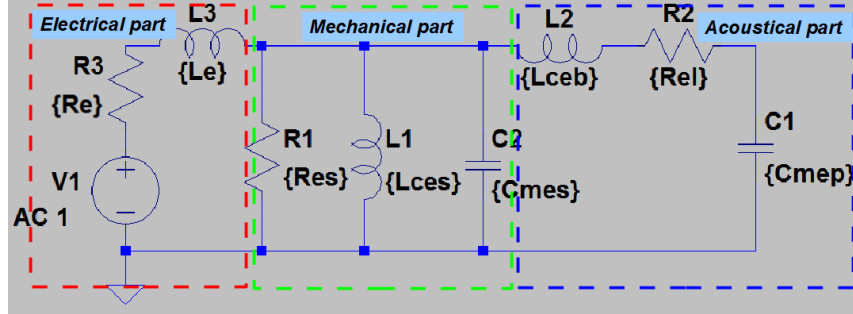 Electrical part
L3
Mechanical part
L2
R2
Acoustical part
R3
{Le}
{Lceb}
{Rel}
{Re}
R1
L1
C2
C1
V1
{Res}
{Lces}
{Cmes}
{Cmep}
AC 1